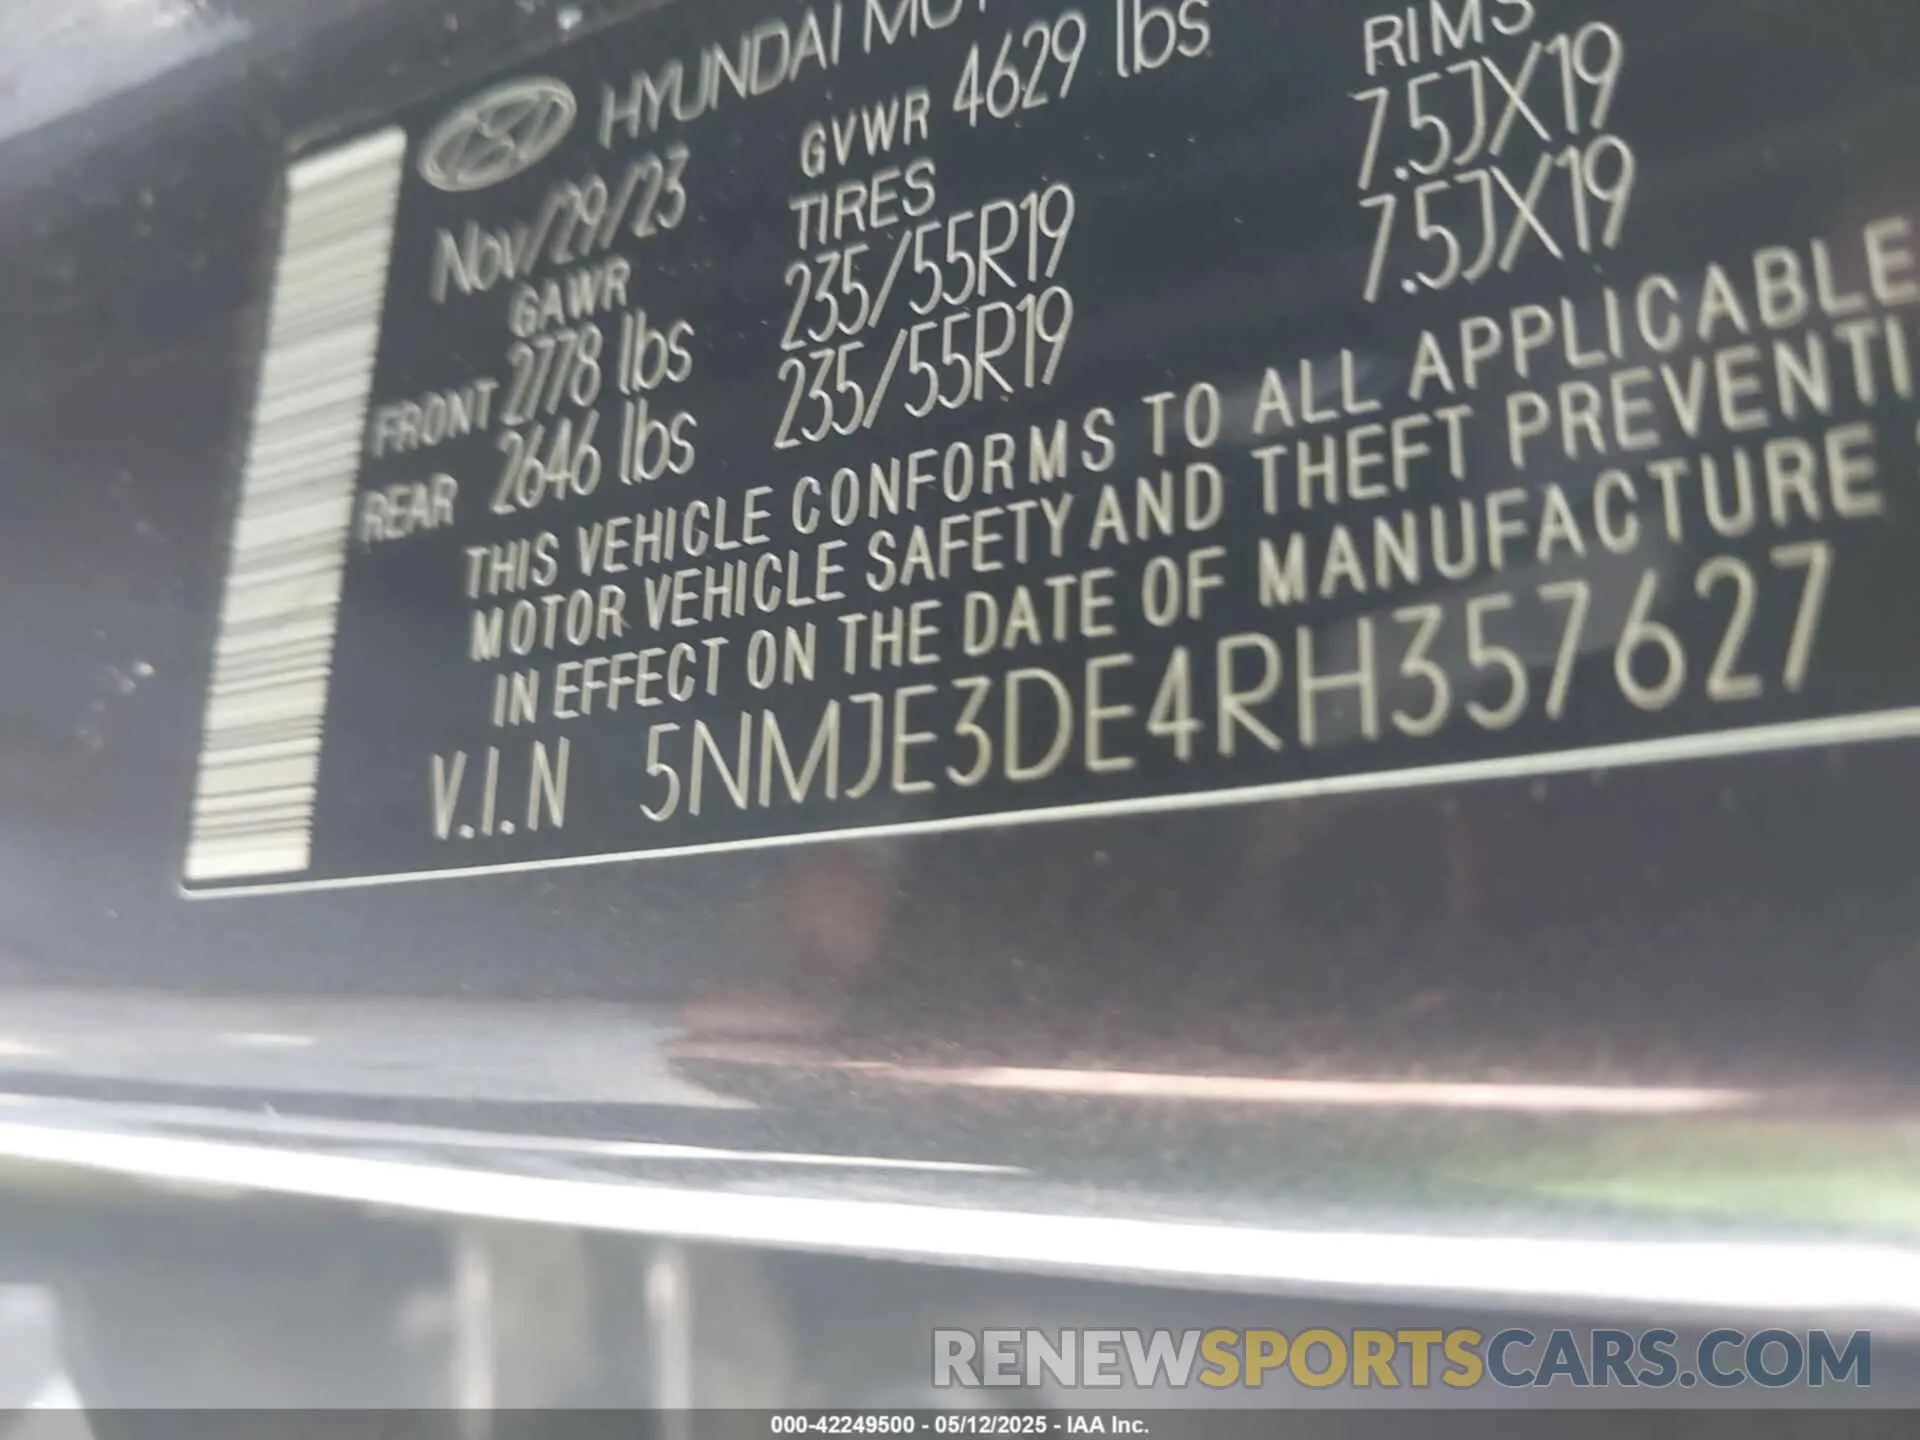 HYUNDAI
Nov/29/23
GVWR 4629 lbs
GAWR TIRES RIMS
FRONT 2778 lbs 235/55R19 7.5JX19
REAR 2646 lbs 235/55R19 7.5JX19
THIS VEHICLE CONFORMS TO ALL APPLICABLE
MOTOR VEHICLE SAFETY AND THEFT PREVENTI
IN EFFECT ON THE DATE OF MANUFACTURE
V.I.N 5NMJE3DE4RH357627
RENEWSPORTSCARS.COM
000-42249500 - 05/12/2025 - IAA Inc.